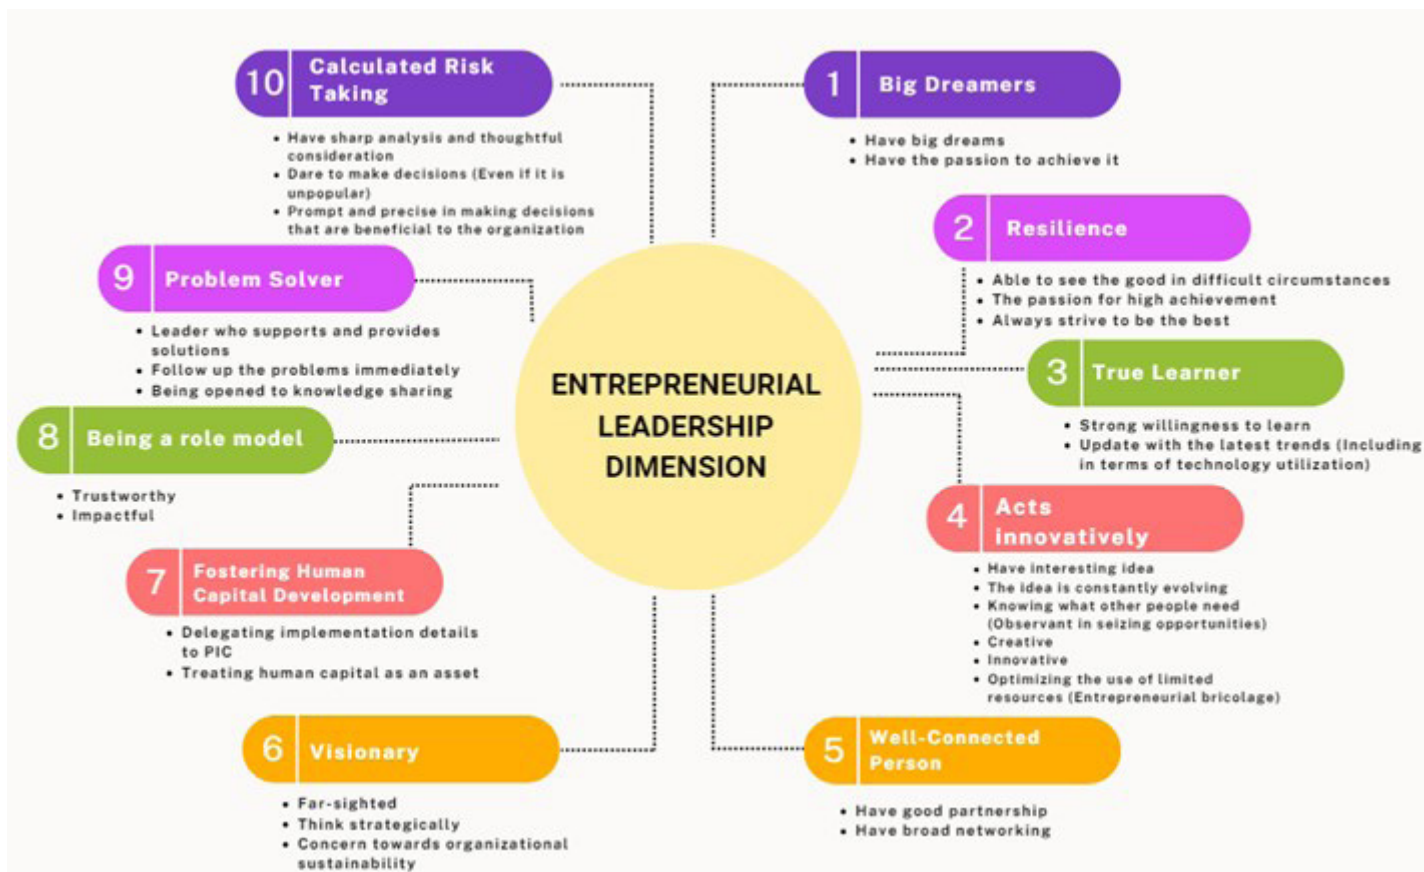 ENTREPRENEURIAL
LEADERSHIP
DIMENSION
1
Big Dreamers
• Have big dreams
• Have the passion to achieve it
2
Resilience
• Able to see the good in difficult circumstances
• The passion for high achievement
• Always strive to be the best
3
True Learner
• Strong willingness to learn
• Update with the latest trends (Including
in terms of technology utilization)
4
Acts
innovatively
• Have interesting idea
• The idea is constantly evolving
• Knowing what other people need
(Observant in seizing opportunities)
• Creative
• Innovative
• Optimizing the use of limited
resources (Entrepreneurial bricolage)
5
Well-Connected
Person
• Have good partnership
• Have broad networking
6
Visionary
• Far-sighted
• Think strategically
• Concern towards organizational
sustainability
7
Fostering Human
Capital Development
• Delegating implementation details
to PIC
• Treating human capital as an asset
8
Being a role model
• Trustworthy
• Impactful
9
Problem Solver
• Leader who supports and provides
solutions
• Follow up the problems immediately
• Being opened to knowledge sharing
10
Calculated Risk
Taking
• Have sharp analysis and thoughtful
consideration
• Dare to make decisions (Even if it is
unpopular)
• Prompt and precise in making decisions
that are beneficial to the organization